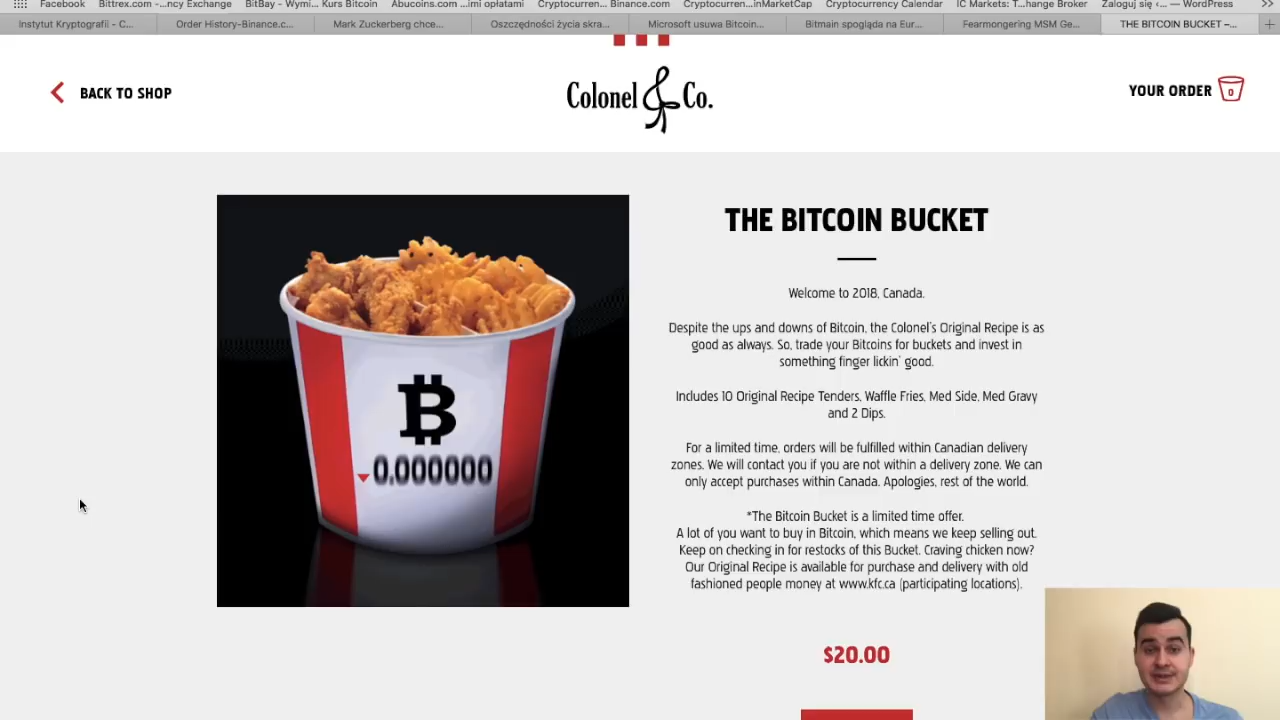 Facebook Bittrex.com ...ncy Exchange BitBay - Wymi... Kurs Bitcoin Abucoins.com ...imi opłatami Cryptocurren...Binance.com Cryptocurren...inMarketCap Cryptocurrency Calendar IC Markets: T...hange Broker Zaloguj się ‹... — WordPress
Instytut Kryptografii - C... Order History-Binance.c... Mark Zuckerberg chce... Oszczędności życia skra... Microsoft usuwa Bitcoin... Bitmain spogląda na Eur... Fearmongering MSM Ge... THE BITCOIN BUCKET –...
BACK TO SHOP
Colonel & Co.
YOUR ORDER 0
THE BITCOIN BUCKET
Welcome to 2018, Canada.
Despite the ups and downs of Bitcoin, the Colonel's Original Recipe is as
good as always. So, trade your Bitcoins for buckets and invest in
something finger lickin' good.
Includes 10 Original Recipe Tenders, Waffle Fries, Med Side, Med Gravy
and 2 Dips.
For a limited time, orders will be fulfilled within Canadian delivery
zones. We will contact you if you are not within a delivery zone. We can
only accept purchases within Canada. Apologies, rest of the world.
*The Bitcoin Bucket is a limited time offer.
A lot of you want to buy in Bitcoin, which means we keep selling out.
Keep on checking in for restocks of this Bucket. Craving chicken now?
Our Original Recipe is available for purchase and delivery with old
fashioned people money at www.kfc.ca (participating locations).
$20.00
B
0.000000